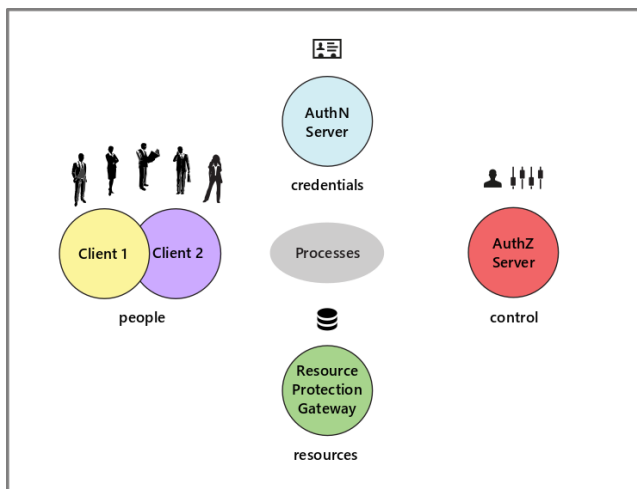 AuthN
Server
credentials
Client 1
Client 2
people
Processes
AuthZ
Server
control
Resource
Protection
Gateway
resources